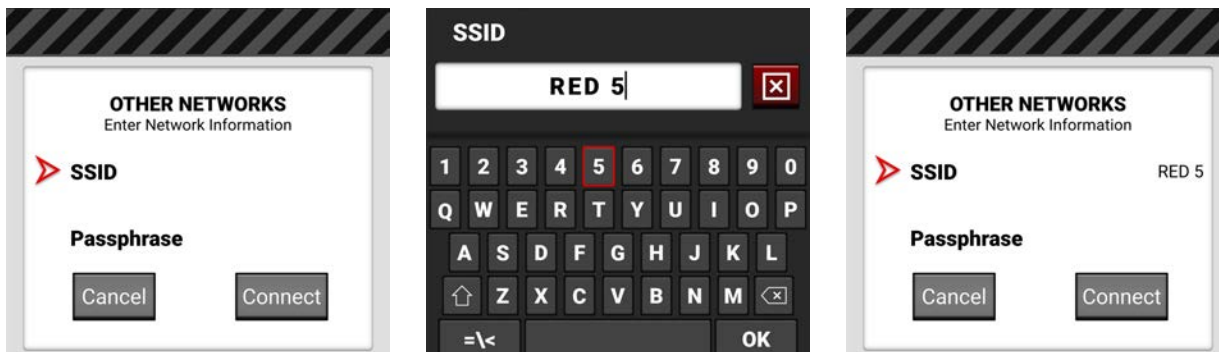 OTHER NETWORKS
Enter Network Information
SSID
Passphrase
Cancel Connect
SSID
RED 5
1 2 3 4 5 6 7 8 9 0
Q W E R T Y U I O P
A S D F G H J K L
Z X C V B N M
=\< OK
OTHER NETWORKS
Enter Network Information
SSID RED 5
Passphrase
Cancel Connect